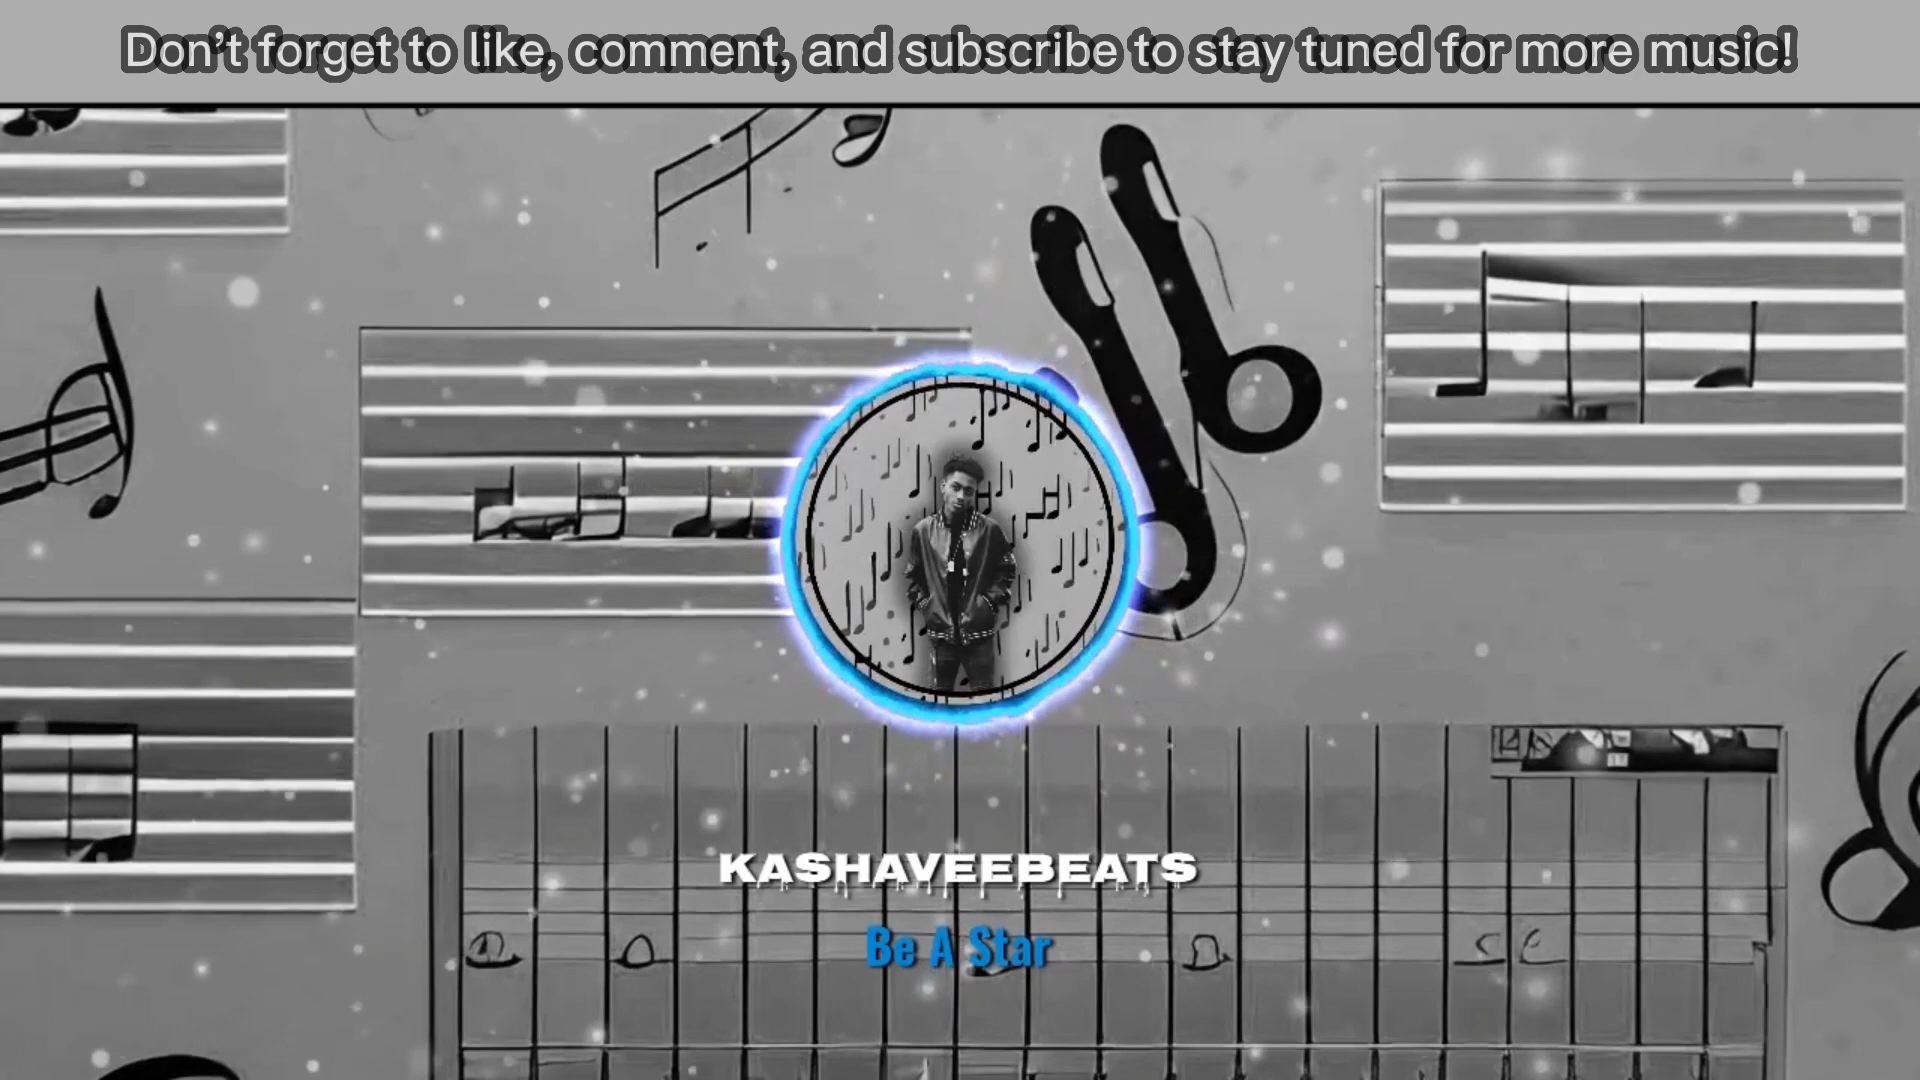 Don't forget to like, comment, and subscribe to stay tuned for more music!
KASHAVEEBEATS
Be A Star